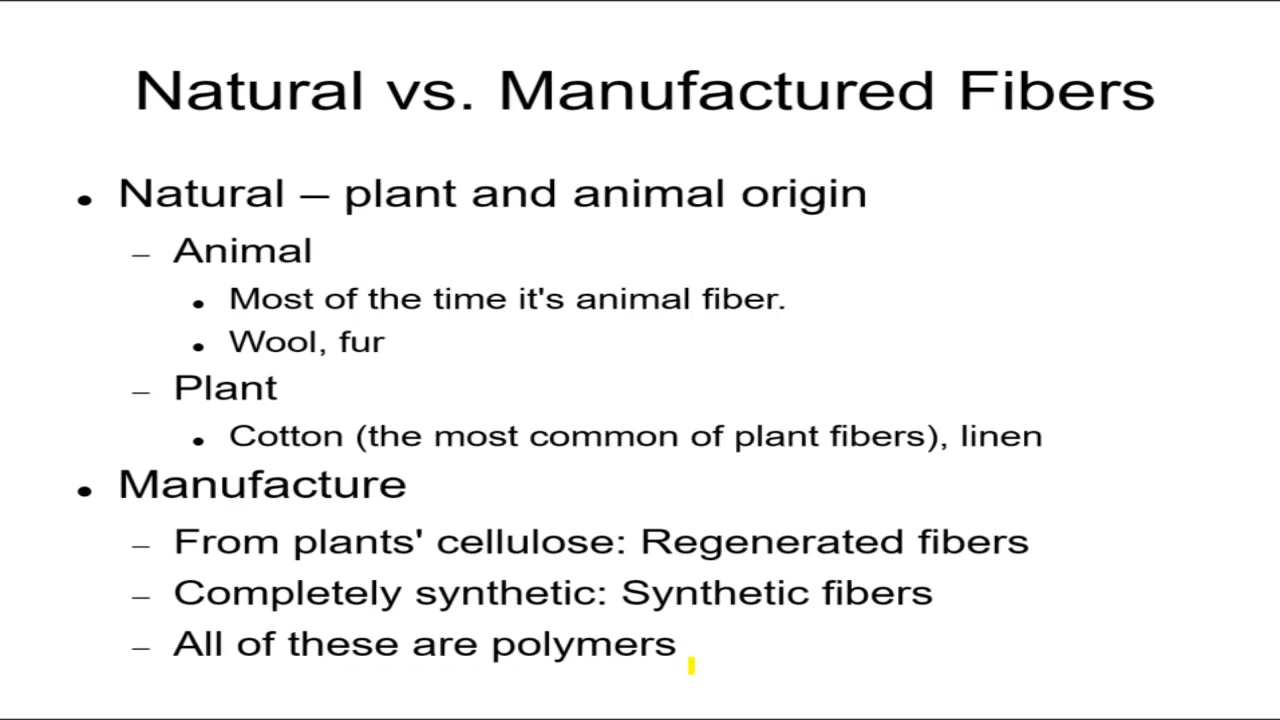 Natural vs. Manufactured Fibers
• Natural – plant and animal origin
– Animal
• Most of the time it's animal fiber.
• Wool, fur
– Plant
• Cotton (the most common of plant fibers), linen
• Manufacture
– From plants' cellulose: Regenerated fibers
– Completely synthetic: Synthetic fibers
– All of these are polymers